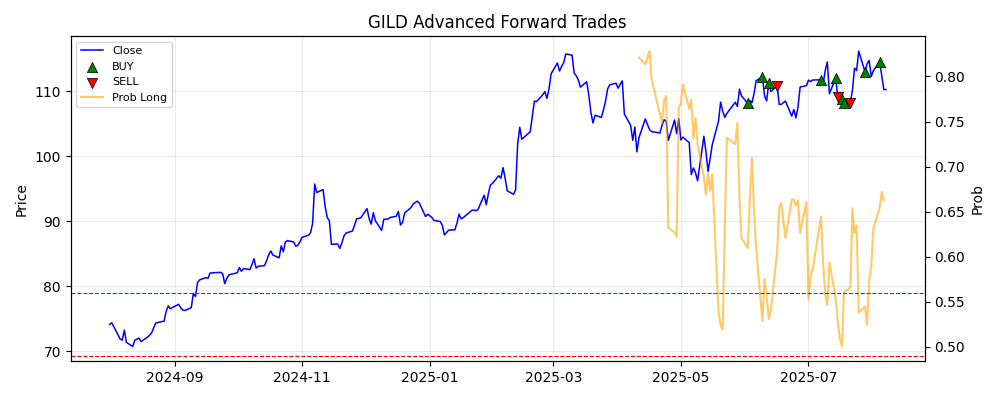 GILD Advanced Forward Trades
Close
BUY
SELL
Prob Long
Price
110
100
90
80
70
Prob
0.80
0.75
0.70
0.65
0.60
0.55
0.50
2024-09
2024-11
2025-01
2025-03
2025-05
2025-07